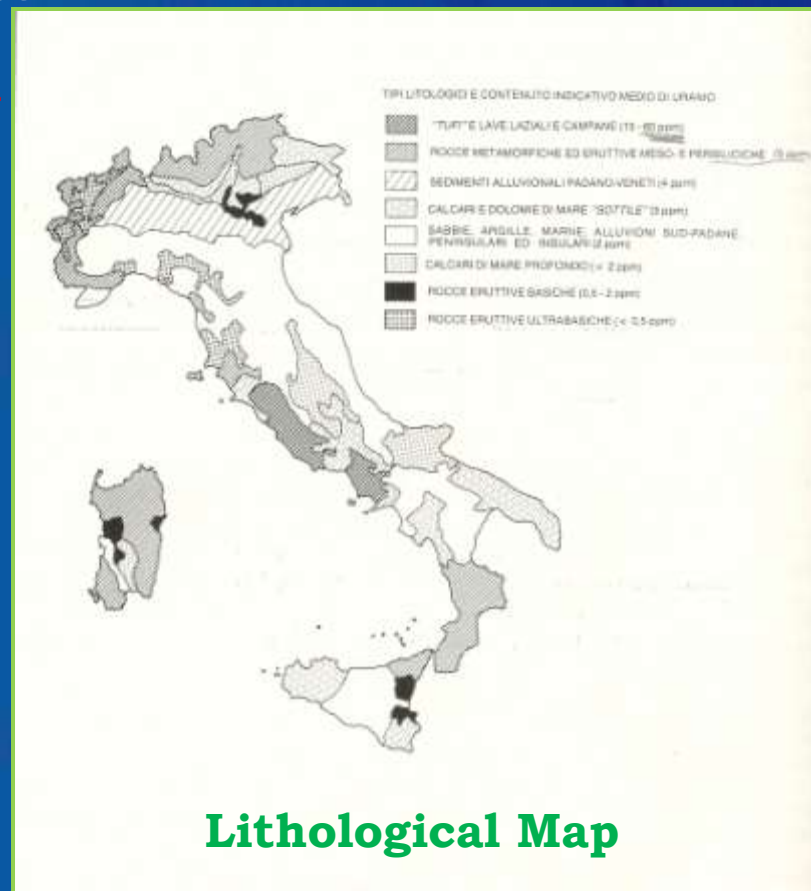 TIPI LITOLOGICI E CONTENUTO INDICATIVO MEDIO DI URANIO
"TUFI" E LAVE LAZIALI E CAMPANE (15 - 60 ppm)
ROCCE METAMORFICHE ED ERUTTIVE MESO- E PERSILICICHE
SEDIMENTI ALLUVIONALI PADANO-VENETI (4 ppm)
CALCARI E DOLOMIE DI MARE "SOTTILE" (3 ppm)
SABBIE, ARGILLE, MARNE, ALLUVIONI SUD-PADANE,
PENINSULARI ED INSULARI (2 ppm)
CALCARI DI MARE PROFONDO (< 2 ppm)
ROCCE ERUTTIVE BASICHE (0,5 - 2 ppm)
ROCCE ERUTTIVE ULTRABASICHE (< 0,5 ppm)
Lithological Map